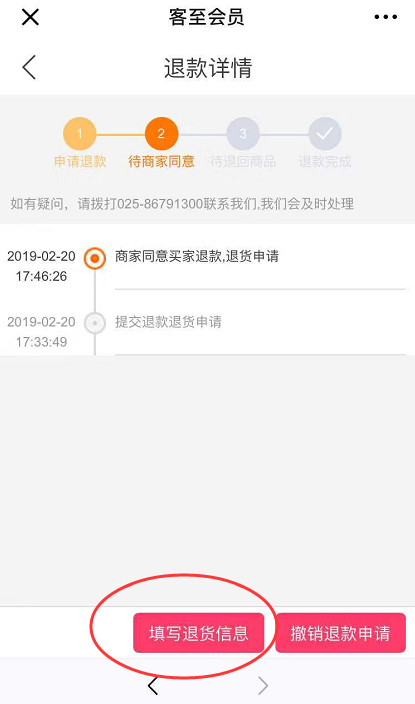 客至会员
退款详情
1
2
3
申请退款
待商家同意
待退回商品
退款完成
如有疑问，请拨打025-86791300联系我们,我们会及时处理
2019-02-20
17:46:26
商家同意买家退款,退货申请
2019-02-20
17:33:49
提交退款退货申请
填写退货信息
撤销退款申请